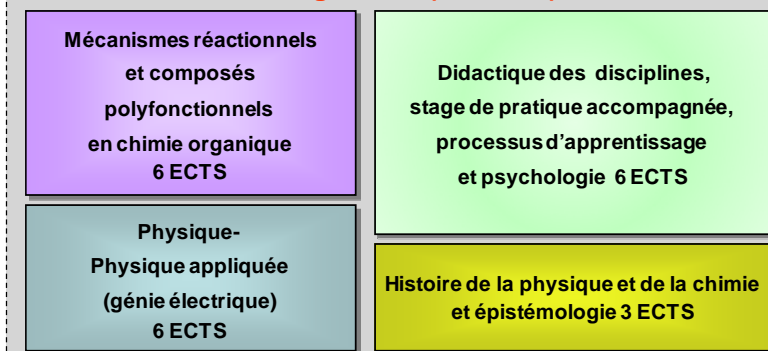 Mécanismes réactionnels
et composés
polyfonctionnels
en chimie organique
6 ECTS
Didactique des disciplines,
stage de pratique accompagnée,
processus d'apprentissage
et psychologie 6 ECTS
Physique-
Physique appliquée
(génie électrique)
6 ECTS
Histoire de la physique et de la chimie
et épistémologie 3 ECTS